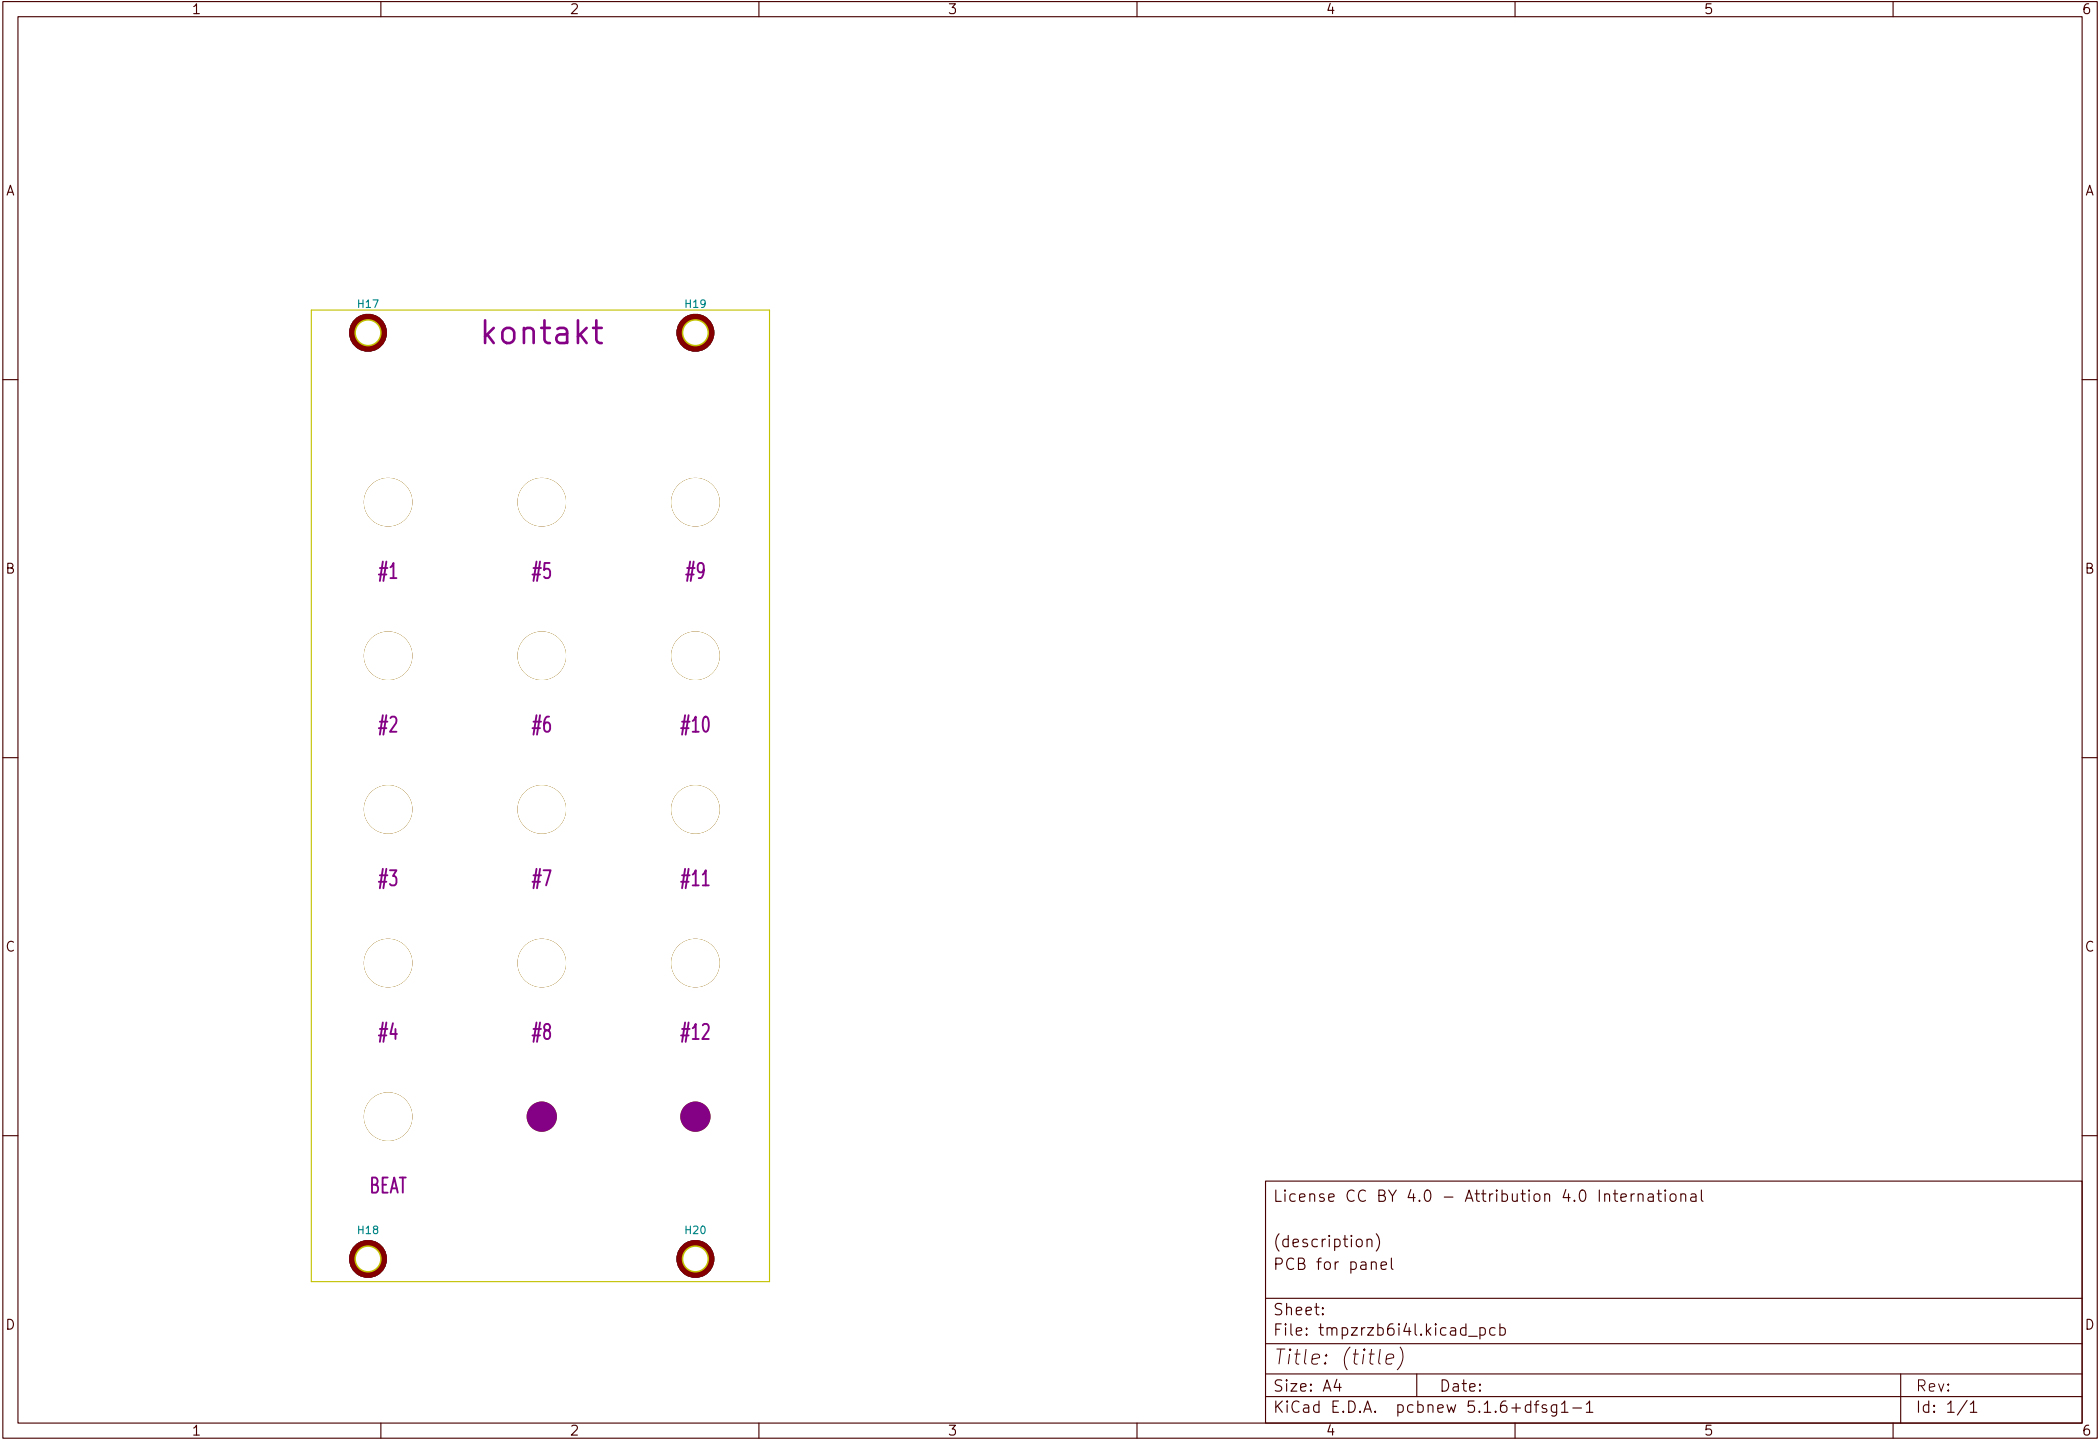 1 2 3 4 5 6
A A
H17 H19
kontakt
B B
#1 #5 #9
#2 #6 #10
#3 #7 #11
C C
#4 #8 #12
BEAT
H18 H20
License CC BY 4.0 - Attribution 4.0 International
(description)
PCB for panel
Sheet:
File: tmpzrzb6i4l.kicad_pcb
D D
Title: (title)
Size: A4 Date: Rev:
KiCad E.D.A. pcbnew 5.1.6+dfsg1-1 Id: 1/1
1 2 3 4 5 6